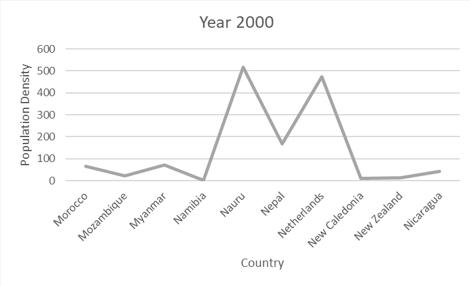 Year 2000
Population Density
600
500
400
300
200
100
0
Morocco
Mozambique
Myanmar
Namibia
Nauru
Nepal
Netherlands
New Caledonia
New Zealand
Nicaragua
Country